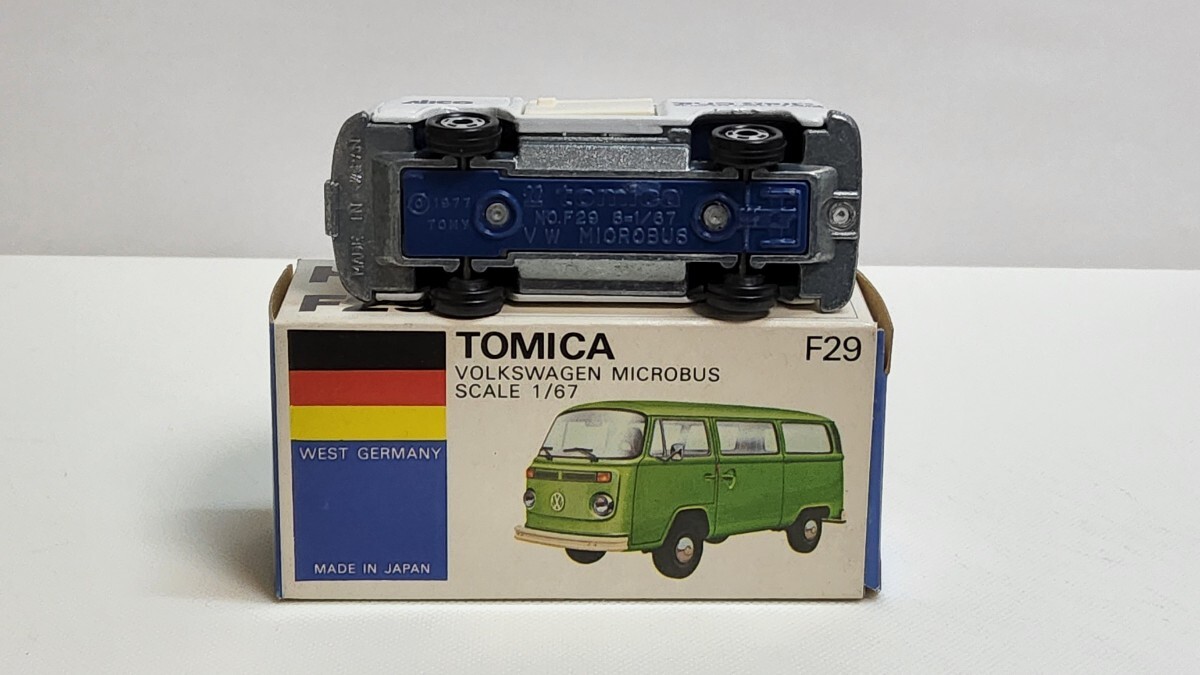 MADE IN JAPAN
© 1977
TOMY
tomica
NO.F29 S=1/67
VW MICROBUS
TOMICA
F29
VOLKSWAGEN MICROBUS
SCALE 1/67
WEST GERMANY
MADE IN JAPAN